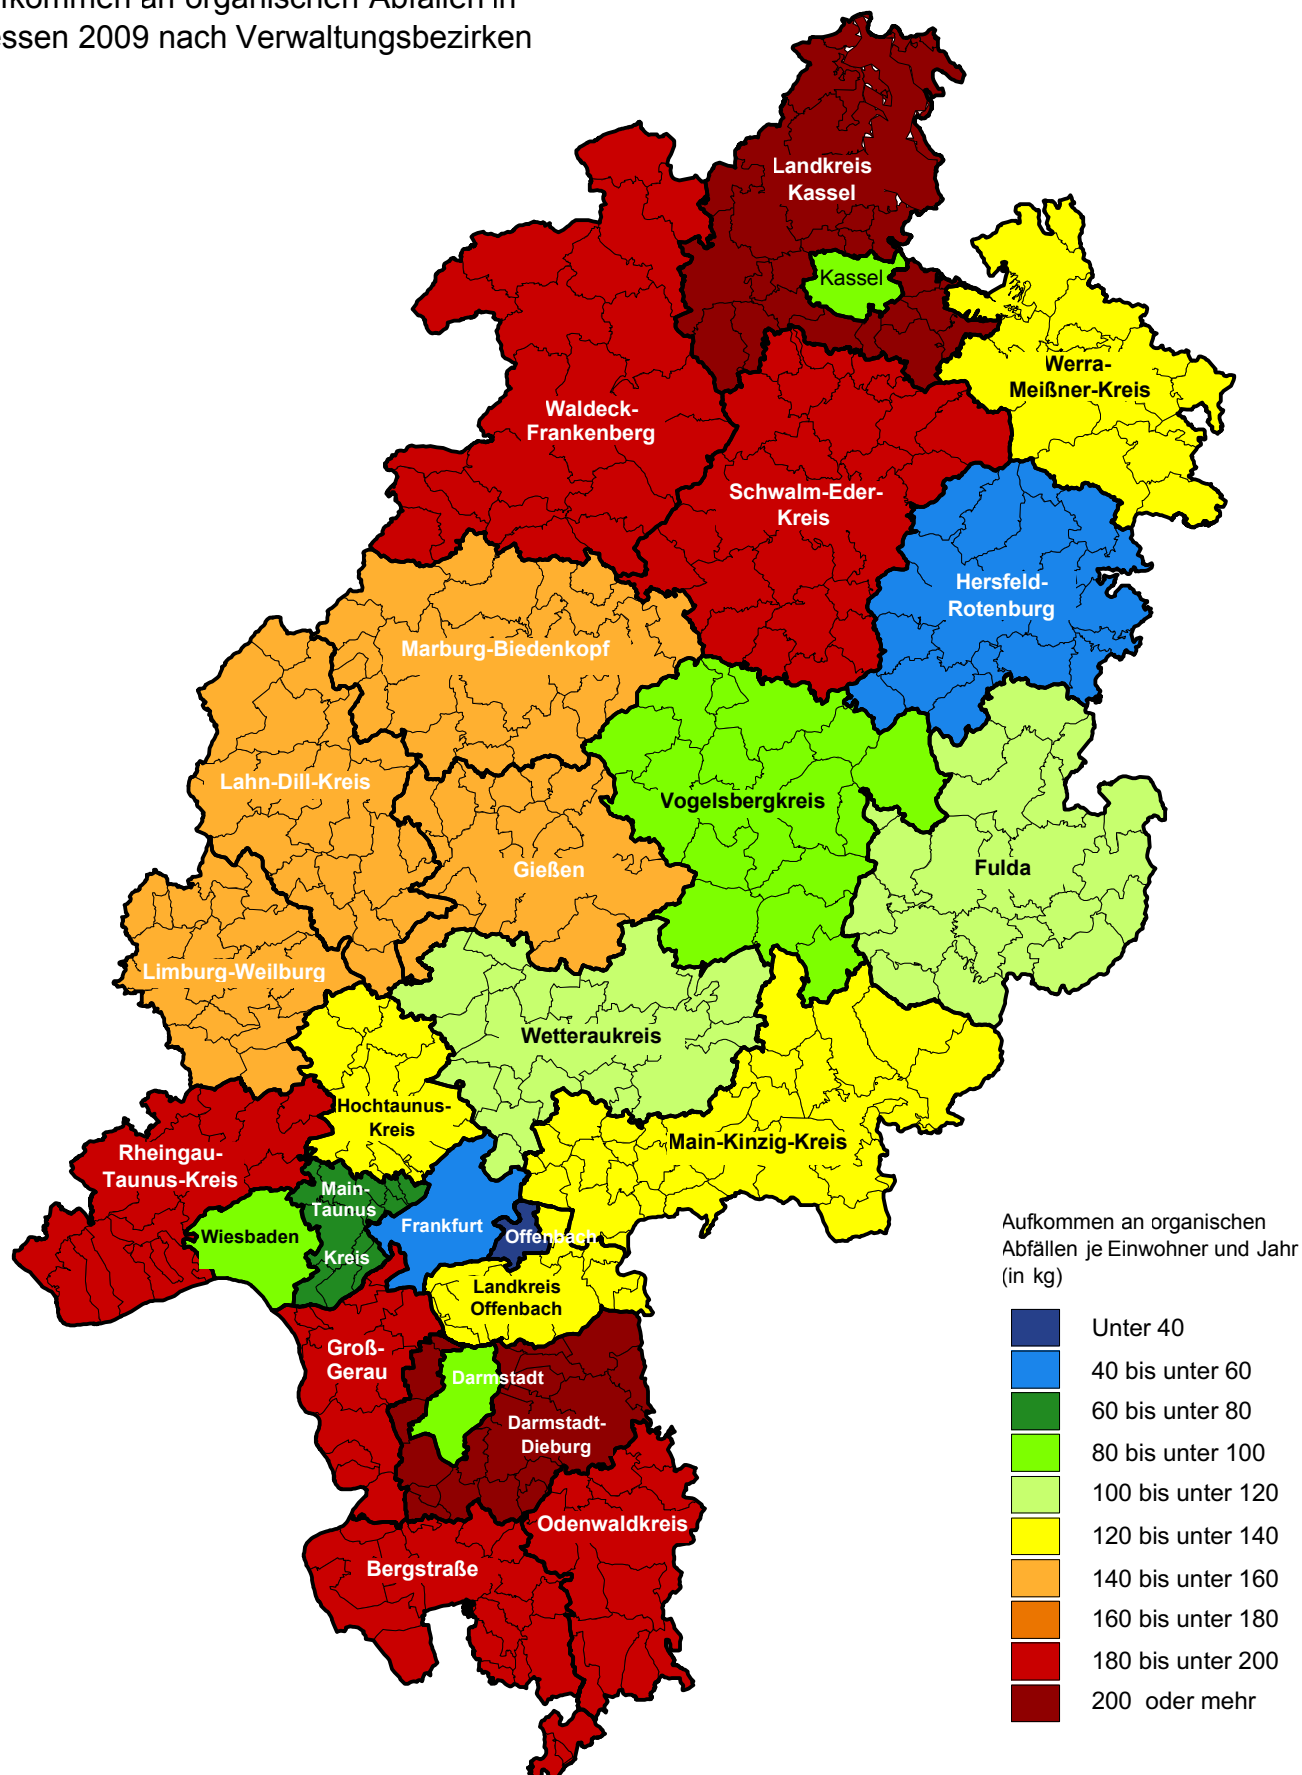 an organischen Abfällen in
2009 nach Verwaltungsbezirken
Landkreis
Kassel
Kassel
Werra-
Meißner-Kreis
Waldeck-
Frankenberg
Schwalm-Eder-
Kreis
Hersfeld-
Rotenburg
Marburg-Biedenkopf
Lahn-Dill-Kreis
Vogelsbergkreis
Gießen
Fulda
Limburg-Weilburg
Wetteraukreis
Hochtaunus-
Kreis
Main-Kinzig-Kreis
Rheingau-
Taunus-Kreis
Main-
Taunus
Kreis
Wiesbaden
Frankfurt
Offenbach
Landkreis
Offenbach
Groß-
Gerau
Darmstadt
Darmstadt-
Dieburg
Odenwaldkreis
Bergstraße
Aufkommen an organischen
Abfällen je Einwohner und Jahr
(in kg)
Unter 40
40 bis unter 60
60 bis unter 80
80 bis unter 100
100 bis unter 120
120 bis unter 140
140 bis unter 160
160 bis unter 180
180 bis unter 200
200 oder mehr